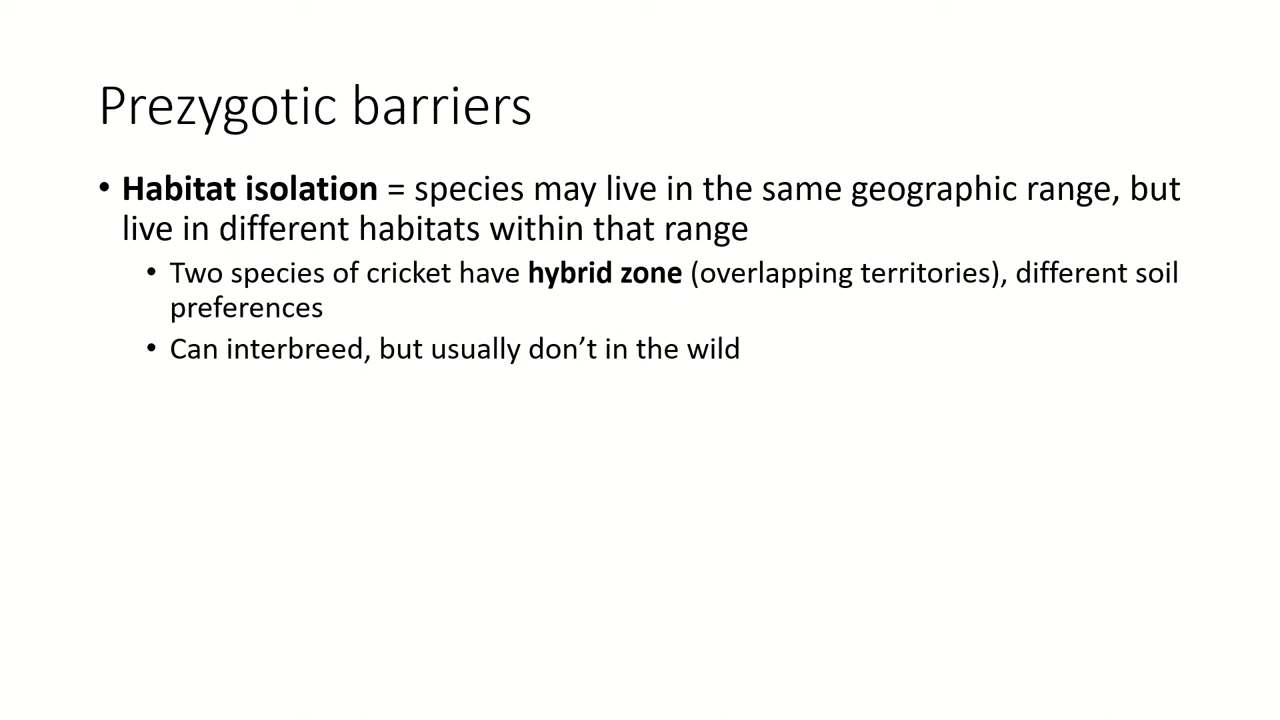 Prezygotic barriers
• Habitat isolation = species may live in the same geographic range, but
live in different habitats within that range
• Two species of cricket have hybrid zone (overlapping territories), different soil
preferences
• Can interbreed, but usually don’t in the wild